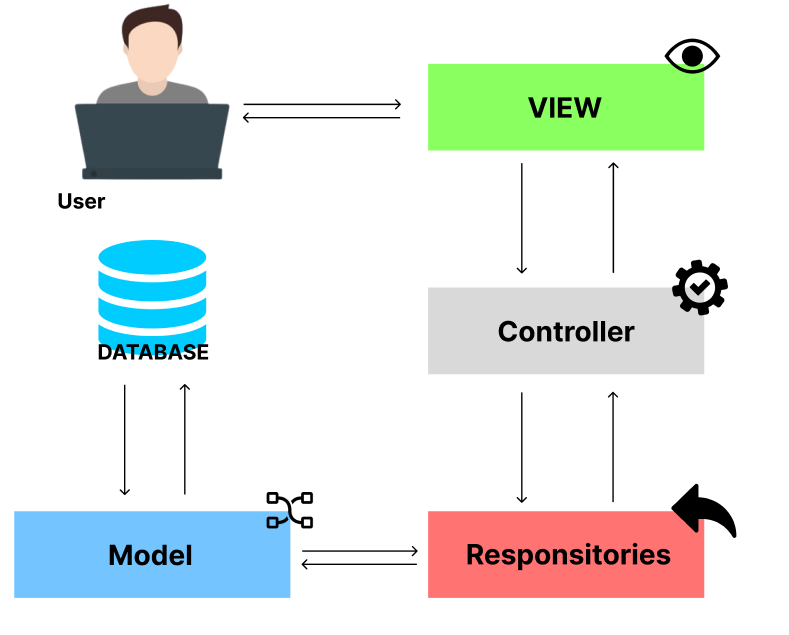 VIEW
User
Controller
DATABASE
Model
Responsitories